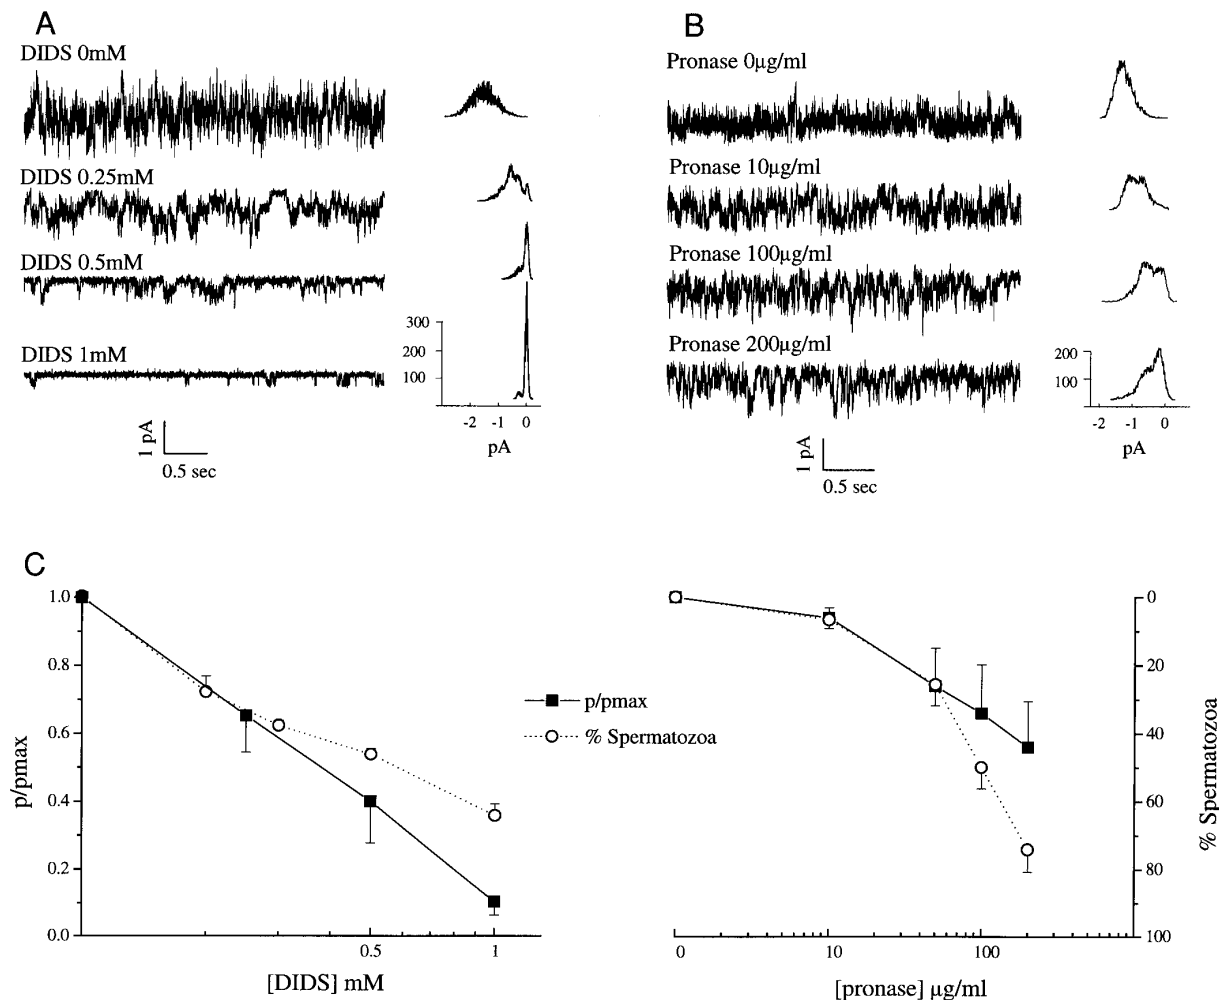 A
DIDS 0mM
DIDS 0.25mM
DIDS 0.5mM
DIDS 1mM
300
200
100
-2 -1 0
pA
1 pA
0.5 sec
B
Pronase 0µg/ml
Pronase 10µg/ml
Pronase 100µg/ml
Pronase 200µg/ml
200
100
-2 -1 0
pA
1 pA
0.5 sec
C
1.0
0.8
0.6
0.4
0.2
0.0
p/pmax
0.5 1
[DIDS] mM
p/pmax
% Spermatozoa
0 10 100
[pronase] µg/ml
0
20
40
60
80
100
% Spermatozoa